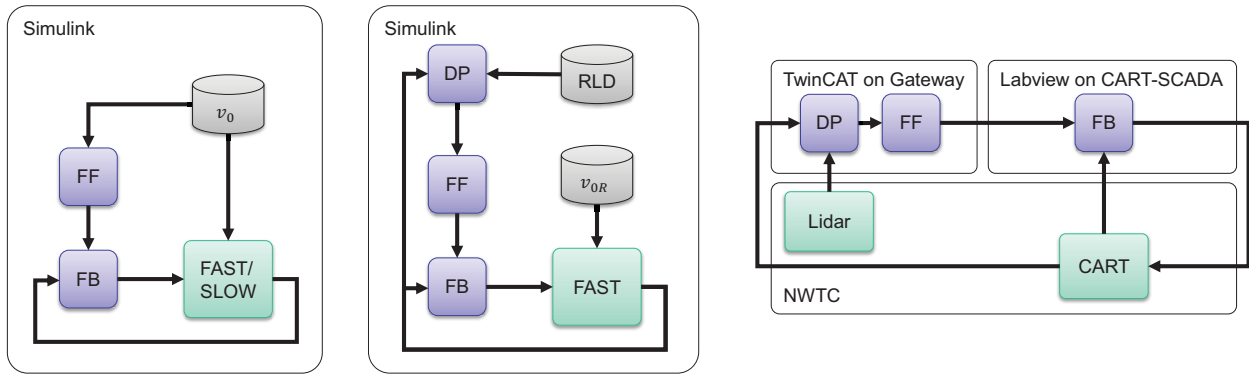 Simulink
v₀
FF
FB
FAST/
SLOW
Simulink
DP
RLD
FF
v₀R
FB
FAST
TwinCAT on Gateway
Labview on CART-SCADA
DP
FF
FB
Lidar
CART
NWTC